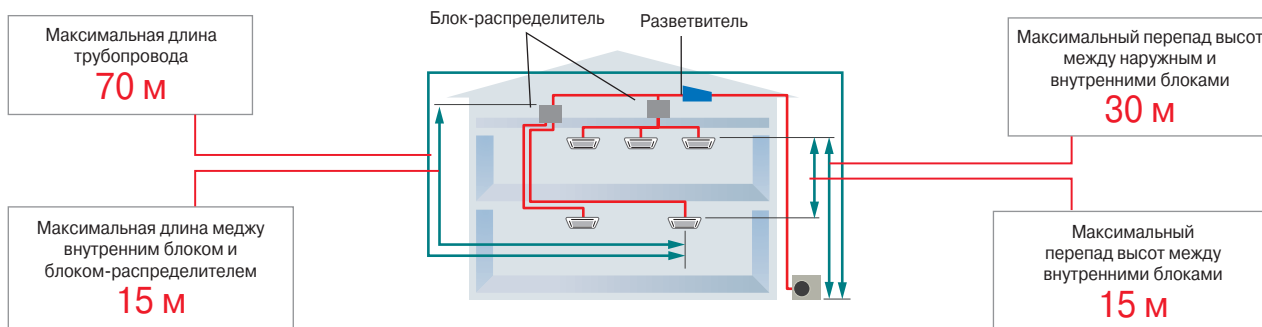 Блок-распределитель
Разветвитель
Максимальная длина
трубопровода
70 м
Максимальный перепад высот
между наружным и
внутренними блоками
30 м
Максимальная длина меджу
внутренним блоком и
блоком-распределителем
15 м
Максимальный
перепад высот между
внутренними блоками
15 м